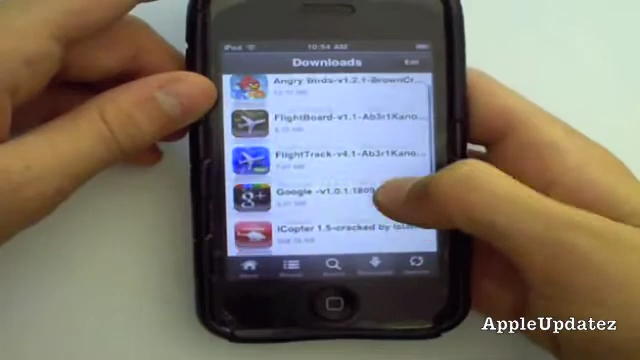 iPod
10:54 AM
Downloads
Edit
Angry Birds-v1.2.1-BrownCr...
FlightBoard-v1.1-Ab3r1Kano...
FlightTrack-v4.1-Ab3r1Kano...
Google -v1.0.1.1809
g+
iCopter 1.5-cracked by
AppleUpdatez